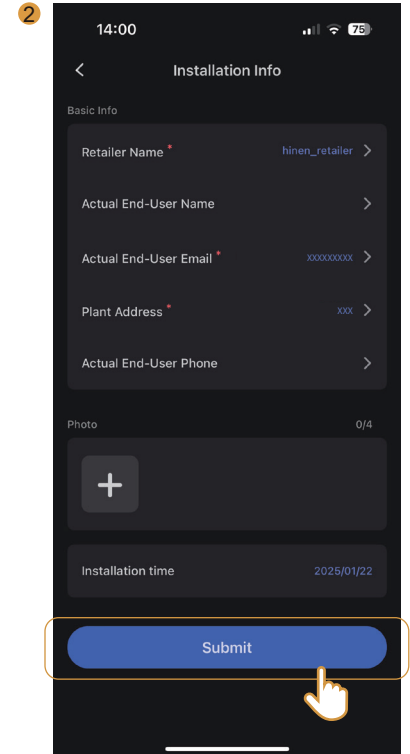 2
14:00
75
Installation Info
Basic Info
Retailer Name * hinen_retailer
Actual End-User Name
Actual End-User Email * xxxxxxxxx
Plant Address * xxx
Actual End-User Phone
Photo 0/4
Installation time 2025/01/22
Submit